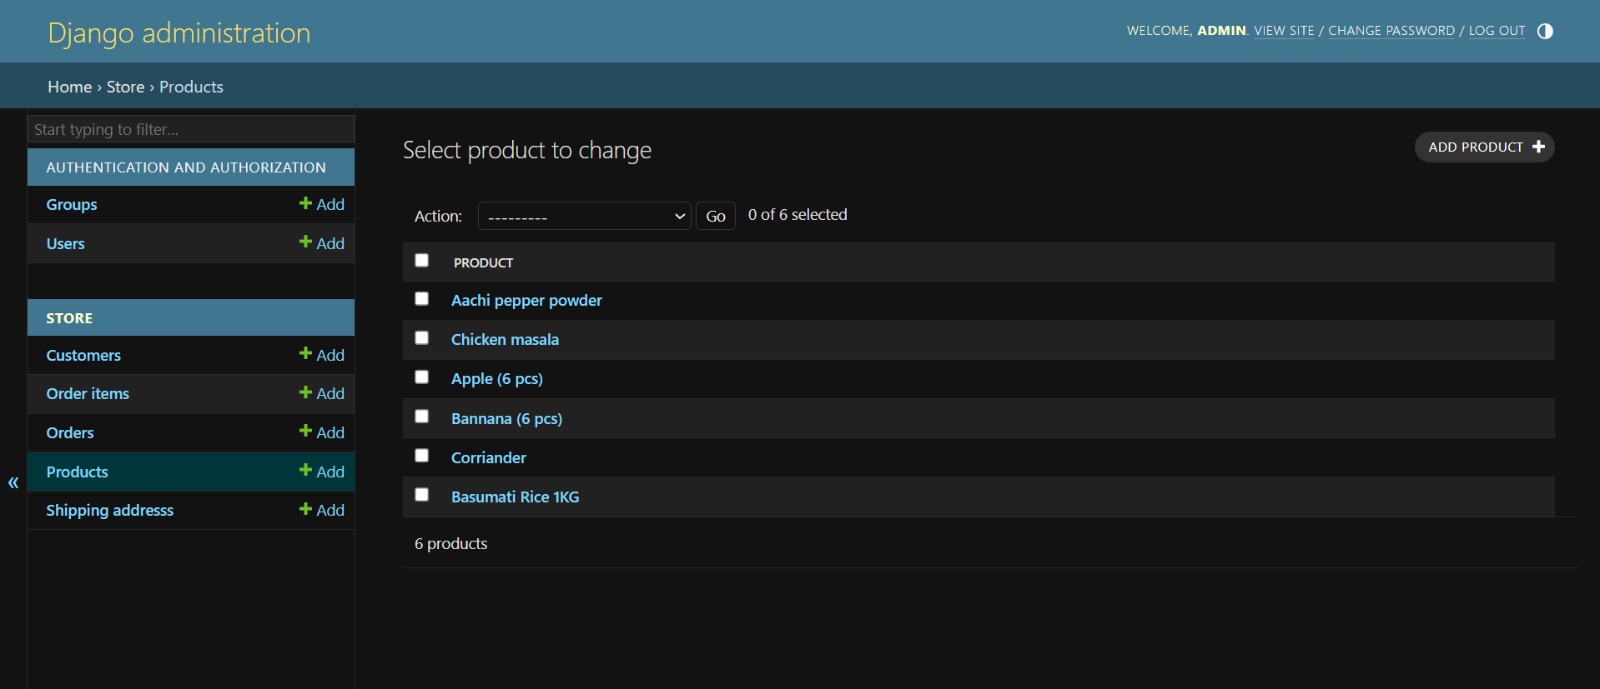 Django administration
WELCOME, ADMIN. VIEW SITE / CHANGE PASSWORD / LOG OUT
Home › Store › Products
Start typing to filter...
AUTHENTICATION AND AUTHORIZATION
Groups + Add
Users + Add
STORE
Customers + Add
Order items + Add
Orders + Add
Products + Add
Shipping addresss + Add
«
Select product to change
ADD PRODUCT +
Action: --------- Go 0 of 6 selected
PRODUCT
Aachi pepper powder
Chicken masala
Apple (6 pcs)
Bannana (6 pcs)
Corriander
Basumati Rice 1KG
6 products